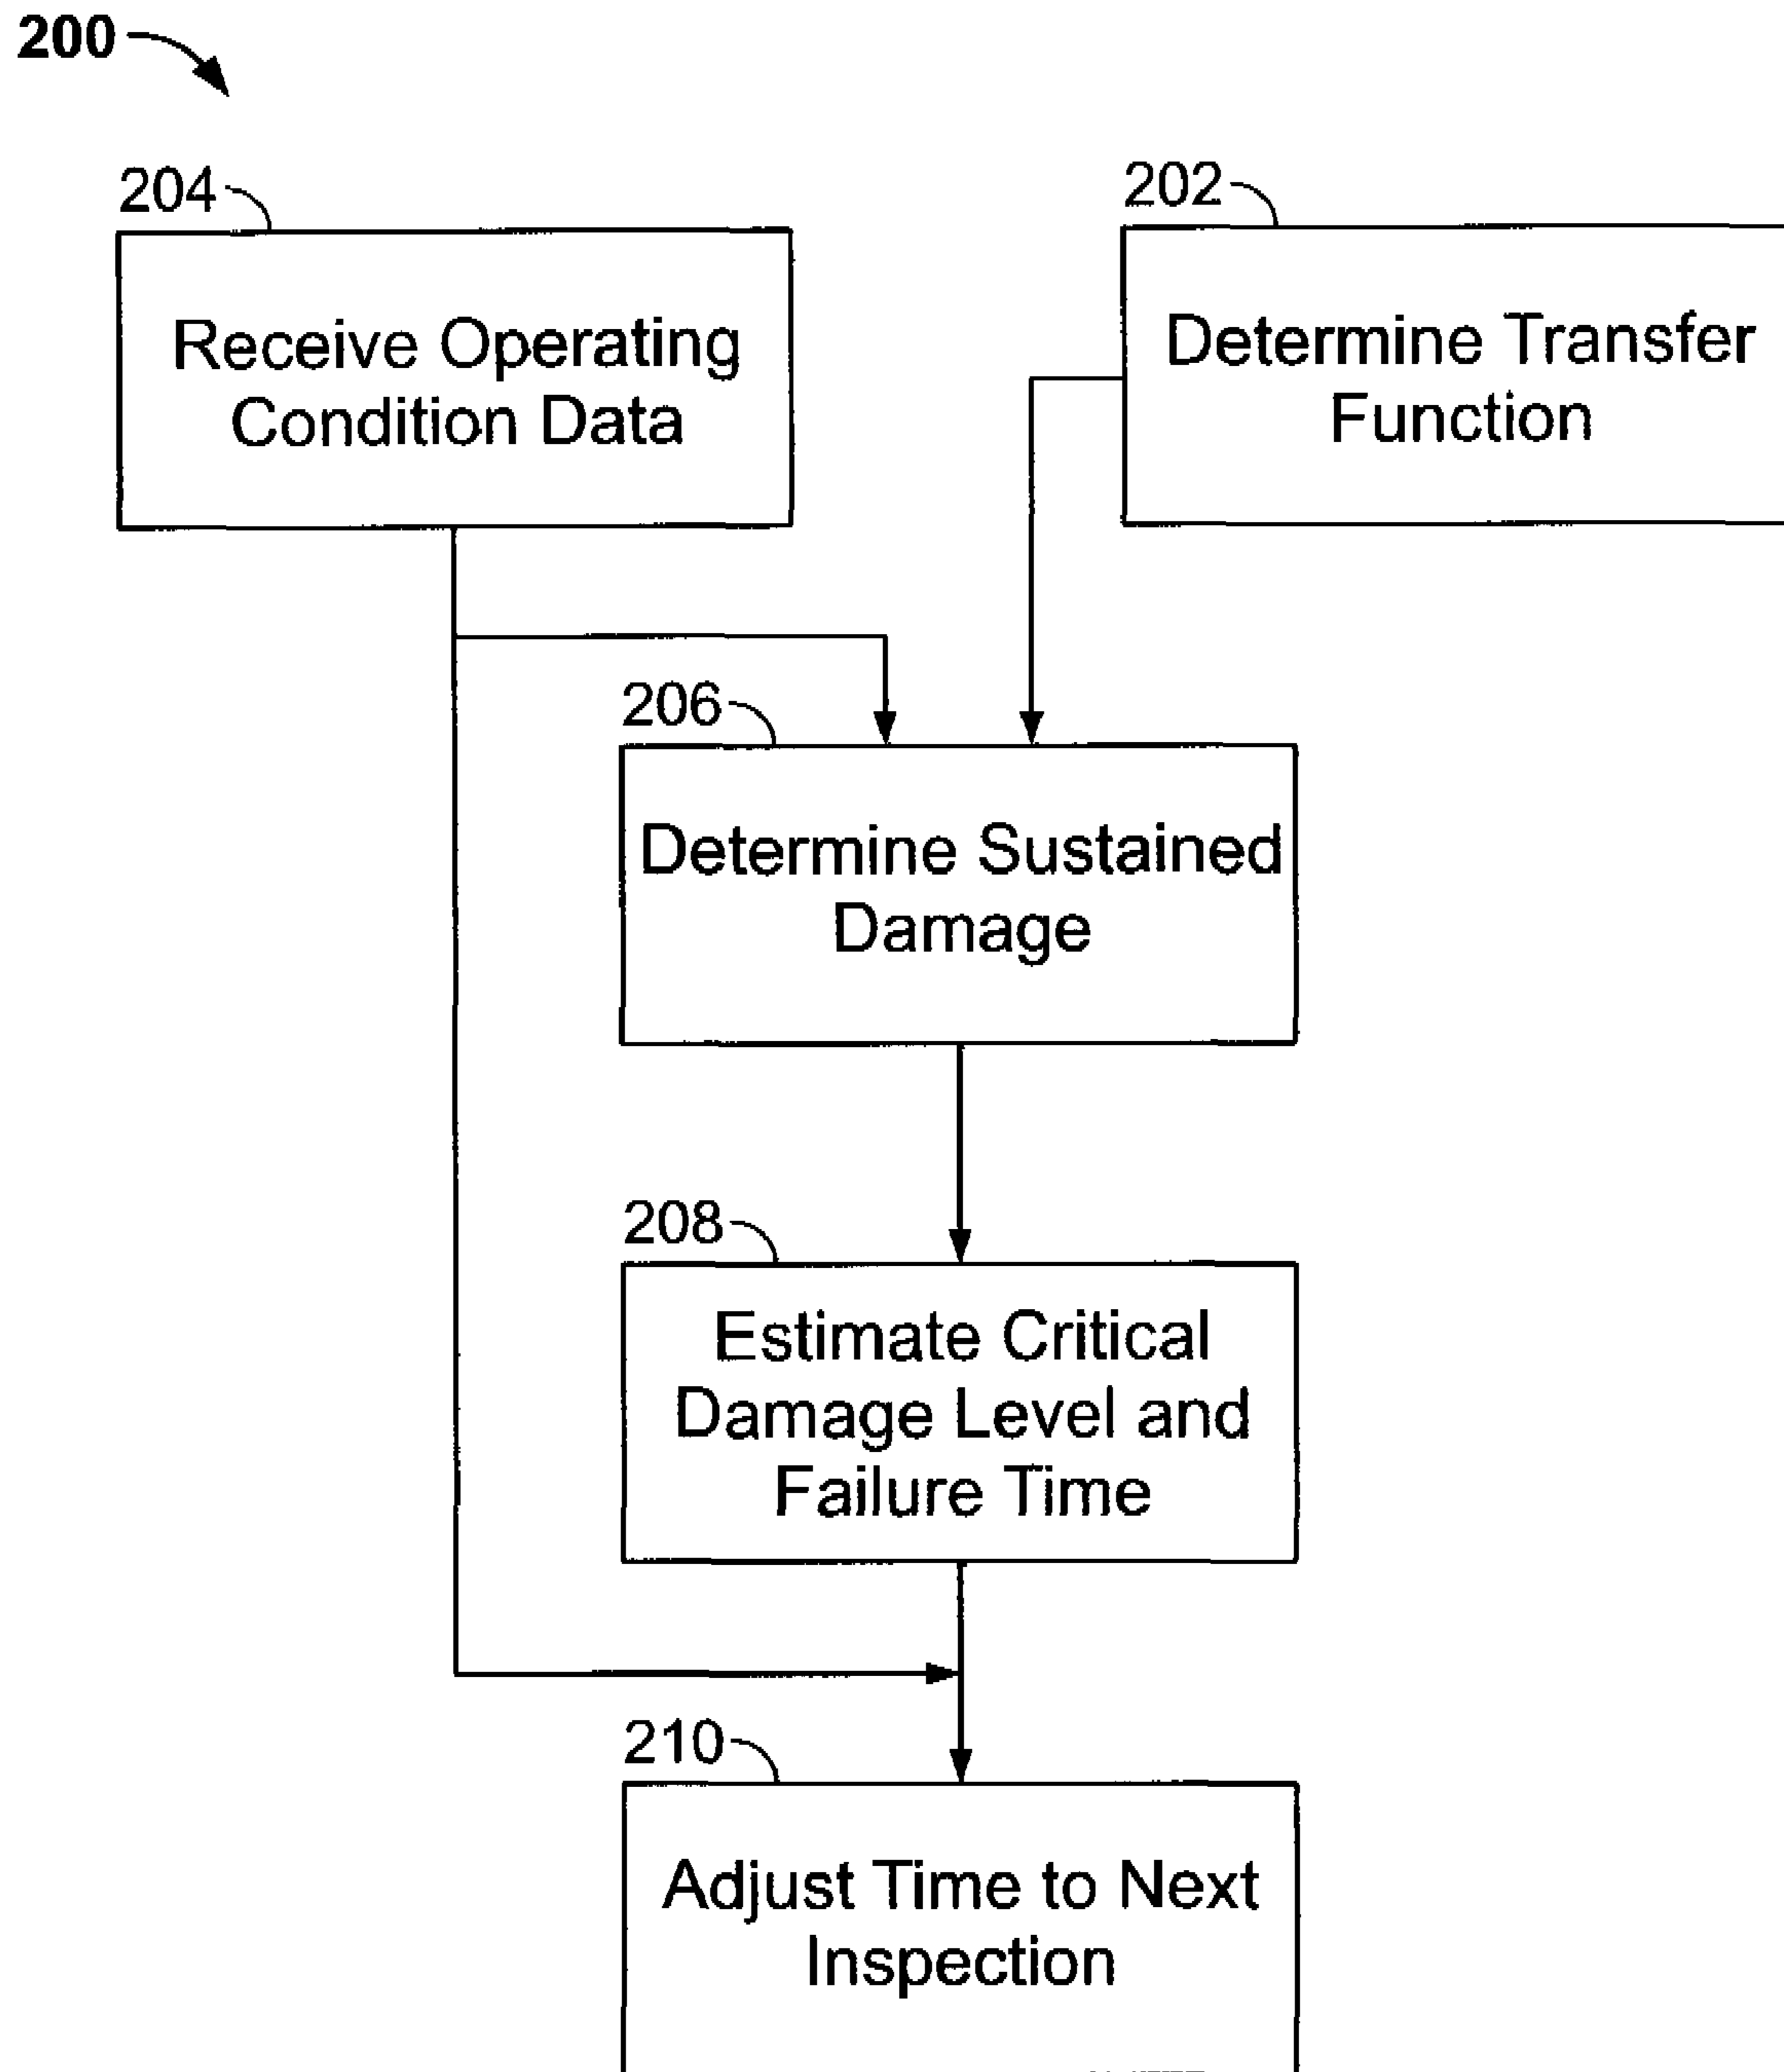 200
204
Receive Operating
Condition Data
202
Determine Transfer
Function
206
Determine Sustained
Damage
208
Estimate Critical
Damage Level and
Failure Time
210
Adjust Time to Next
Inspection